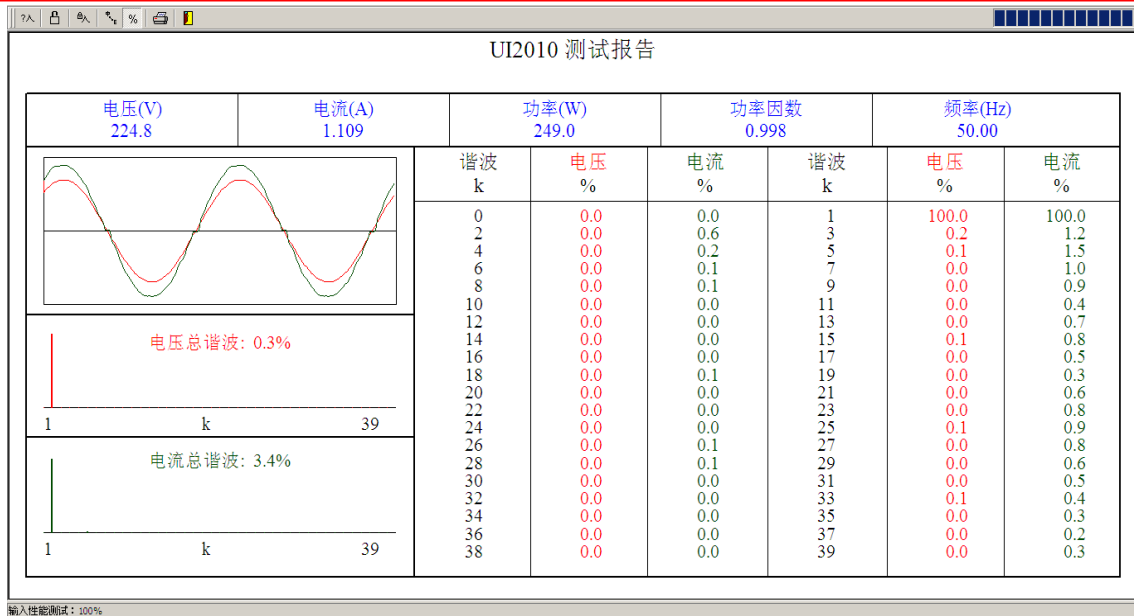 ?入 %
UI2010 测试报告
电压(V) 电流(A) 功率(W) 功率因数 频率(Hz)
224.8 1.109 249.0 0.998 50.00
谐波 电压 电流 谐波 电压 电流
k % % k % %
0 0.0 0.0 1 100.0 100.0
2 0.0 0.6 3 0.2 1.2
4 0.0 0.2 5 0.1 1.5
6 0.0 0.1 7 0.0 1.0
8 0.0 0.1 9 0.0 0.9
10 0.0 0.0 11 0.0 0.4
12 0.0 0.0 13 0.0 0.7
14 0.0 0.0 15 0.1 0.8
16 0.0 0.0 17 0.0 0.5
18 0.0 0.1 19 0.0 0.3
20 0.0 0.0 21 0.0 0.6
22 0.0 0.0 23 0.0 0.8
24 0.0 0.0 25 0.1 0.9
26 0.0 0.1 27 0.0 0.8
28 0.0 0.1 29 0.0 0.6
30 0.0 0.0 31 0.0 0.5
32 0.0 0.0 33 0.1 0.4
34 0.0 0.0 35 0.0 0.3
36 0.0 0.0 37 0.0 0.2
38 0.0 0.0 39 0.0 0.3
电压总谐波: 0.3%
1 k 39
电流总谐波: 3.4%
1 k 39
输入性能测试：100%